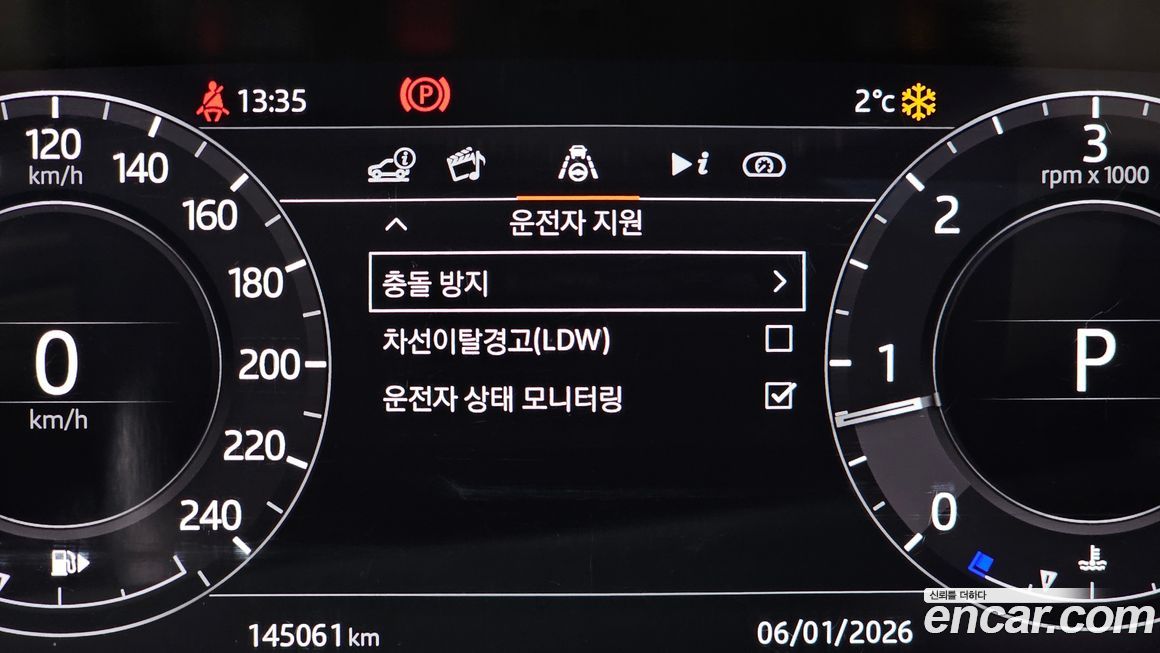 13:35
2°c
120
km/h
140
160
180
200
220
240
0
km/h
운전자 지원
충돌 방지
차선이탈경고(LDW)
운전자 상태 모니터링
3
rpm x 1000
2
1
0
P
145061 km
06/01/2026
신뢰를 더하다
encar.com